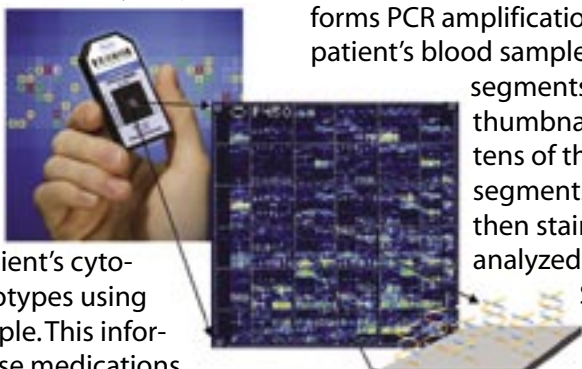 forms PCR amplificatio
patient's blood sample
segments
thumbna
tens of th
segment
then stain
analyzed
ient's cyto-
otypes using
ple. This infor-
se medications